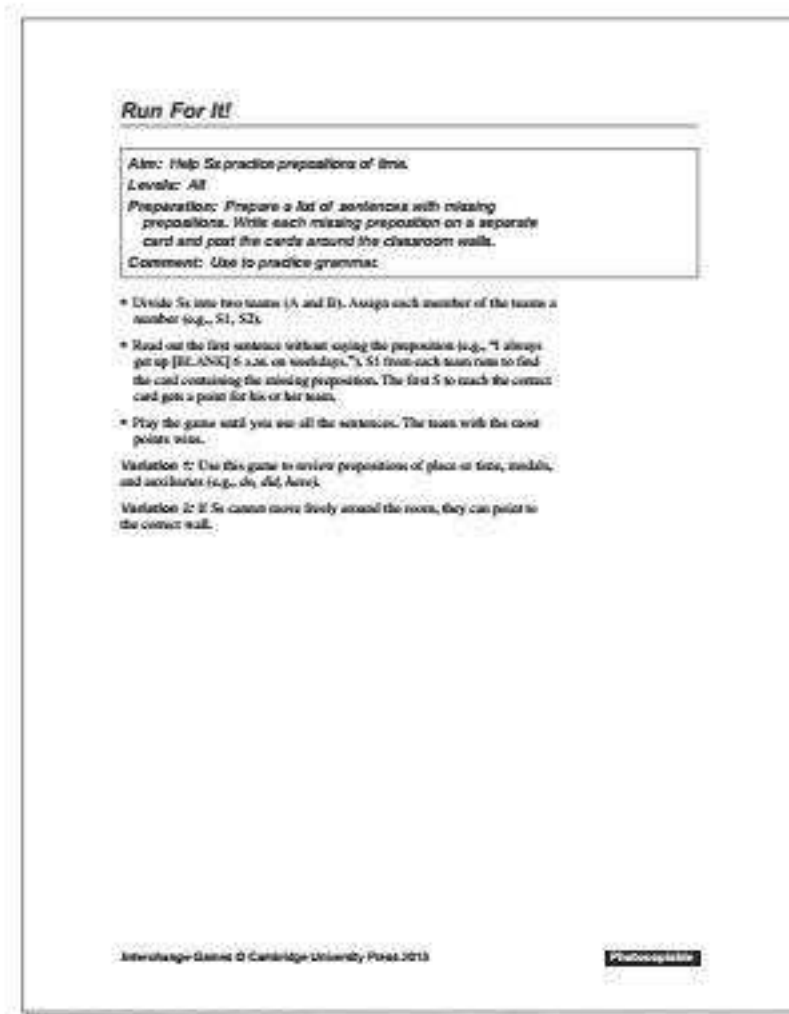 Run For It!
Aim: Help Ss practice prepositions of time.
Levels: All
Preparation: Prepare a list of sentences with missing
prepositions. Write each missing preposition on a separate
card and post the cards around the classroom walls.
Comment: Use to practice grammar.
• Divide Ss into two teams (A and B). Assign each member of the teams a
number (e.g., S1, S2).
• Read out the first sentence without saying the preposition (e.g., "I always
get up [BLANK] 6 a.m. on weekdays."). S1 from each team runs to find
the card containing the missing preposition. The first S to reach the correct
card gets a point for his or her team.
• Play the game until you use all the sentences. The team with the most
points wins.
Variation 1: Use this game to review prepositions of place or time, modals,
and auxiliaries (e.g., do, did, have).
Variation 2: If Ss cannot move freely around the room, they can point to
the correct wall.
Interchange Games © Cambridge University Press 2013
Photocopiable